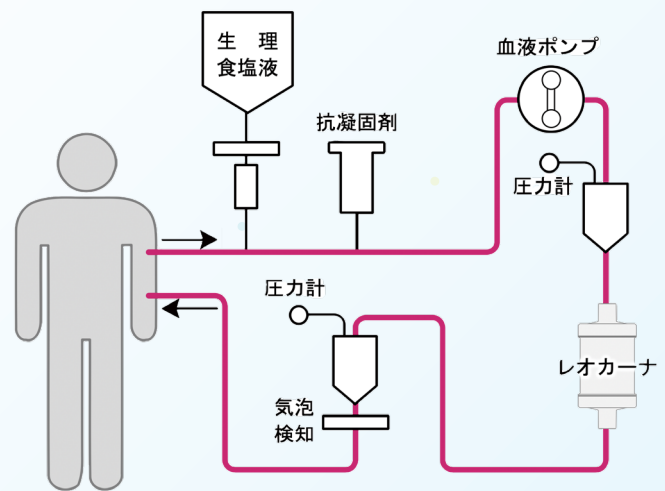 生 理
食塩液
抗凝固剤
血液ポンプ
圧力計
レオカーナ
圧力計
気泡
検知